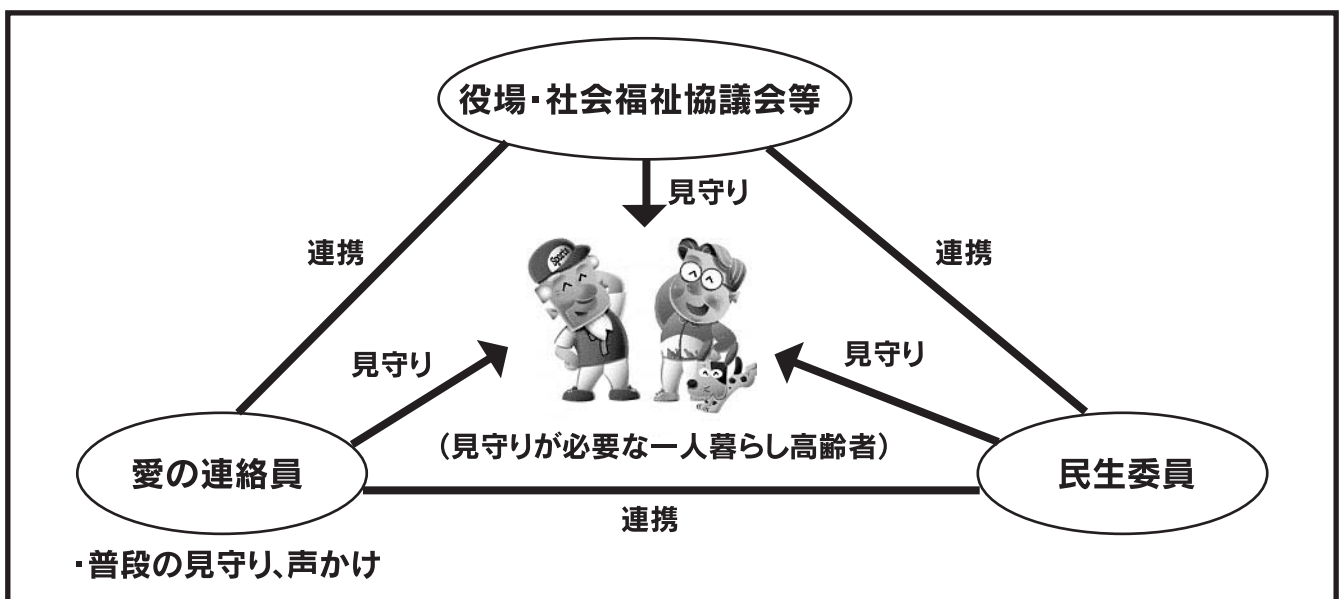 役場・社会福祉協議会等
見守り
連携
連携
Sports
見守り
見守り
(見守りが必要な一人暮らし高齢者)
愛の連絡員
民生委員
連携
・普段の見守り、声かけ